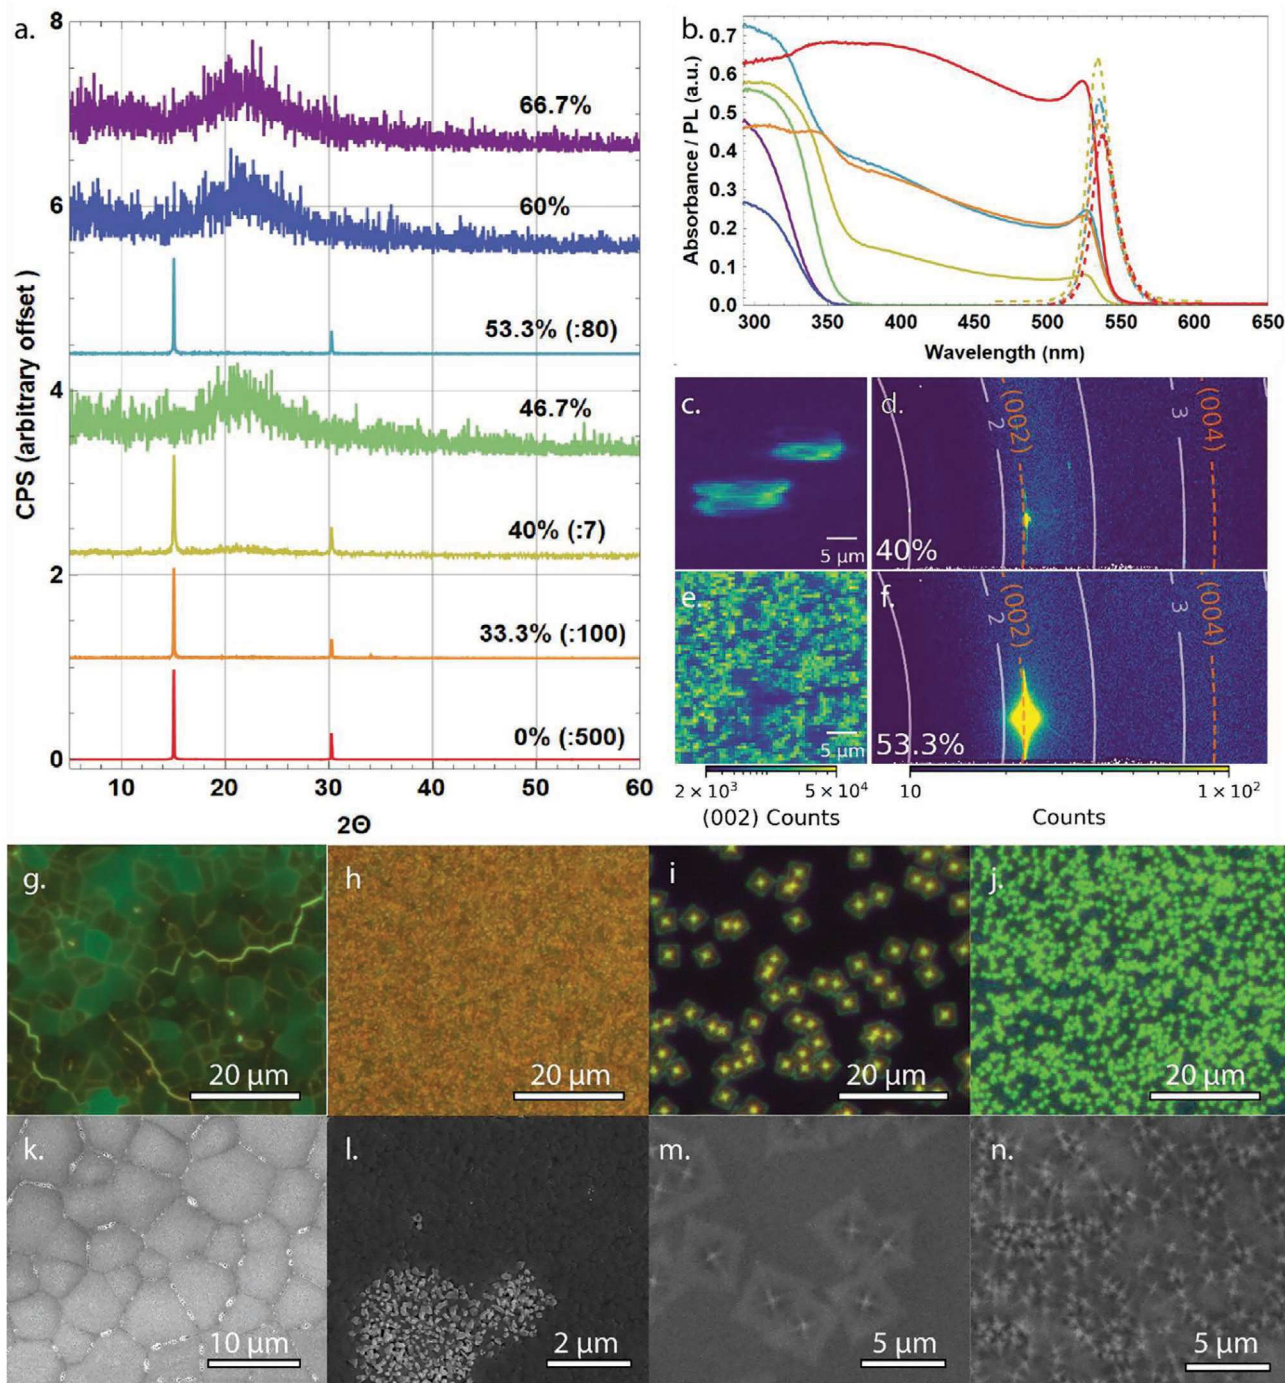 a.
8
6
4
2
0
CPS (arbitrary offset )
66.7%
60%
53.3% (:80)
46.7%
40% (:7)
33.3% (:100)
0% (:500)
10 20 30 40 50 60
2Θ
b.
0.7
0.6
0.5
0.4
0.3
0.2
0.1
0.0
Absorbance / PL (a.u.)
293 350 400 450 500 550 600 650
Wavelength (nm)
c.
5 µm
d.
2
(002)
3
(004)
40%
e.
5 µm
f.
2
(002)
3
(004)
53.3%
2 × 10³ 5 × 10⁴
(002) Counts
10 1 × 10²
Counts
g.
20 µm
h
20 µm
i
20 µm
j.
20 µm
k.
10 µm
l.
2 µm
m.
5 µm
n.
5 µm